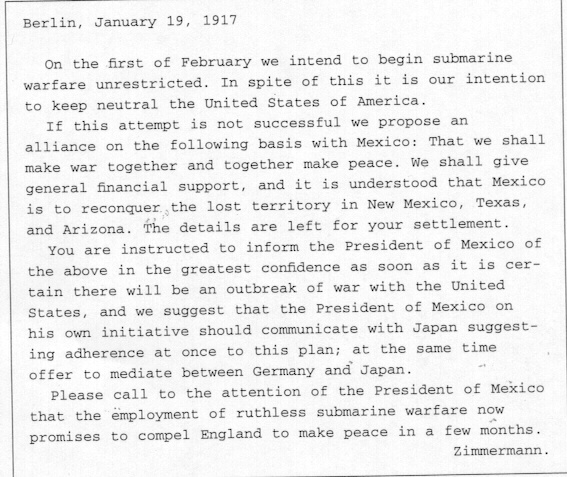 Berlin, January 19, 1917
On the first of February we intend to begin submarine
warfare unrestricted. In spite of this it is our intention
to keep neutral the United States of America.
If this attempt is not successful we propose an
alliance on the following basis with Mexico: That we shall
make war together and together make peace. We shall give
general financial support, and it is understood that Mexico
is to reconquer the lost territory in New Mexico, Texas,
and Arizona. The details are left for your settlement.
You are instructed to inform the President of Mexico of
the above in the greatest confidence as soon as it is cer-
tain there will be an outbreak of war with the United
States, and we suggest that the President of Mexico on
his own initiative should communicate with Japan suggest-
ing adherence at once to this plan; at the same time
offer to mediate between Germany and Japan.
Please call to the attention of the President of Mexico
that the employment of ruthless submarine warfare now
promises to compel England to make peace in a few months.
Zimmermann.